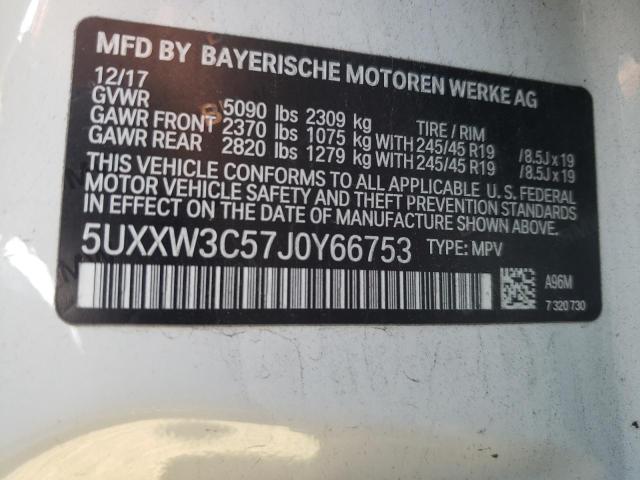 MFD BY BAYERISCHE MOTOREN WERKE AG
12/17
GVWR 5090 lbs 2309 kg TIRE / RIM
GAWR FRONT 2370 lbs 1075 kg WITH 245/45 R19 /8.5J x 19
GAWR REAR 2820 lbs 1279 kg WITH 245/45 R19 /8.5J x 19
THIS VEHICLE CONFORMS TO ALL APPLICABLE U.S. FEDERAL
MOTOR VEHICLE SAFETY AND THEFT PREVENTION STANDARDS
IN EFFECT ON THE DATE OF MANUFACTURE SHOWN ABOVE.
5UXXW3C57J0Y66753 TYPE: MPV
A96M
7 320 730